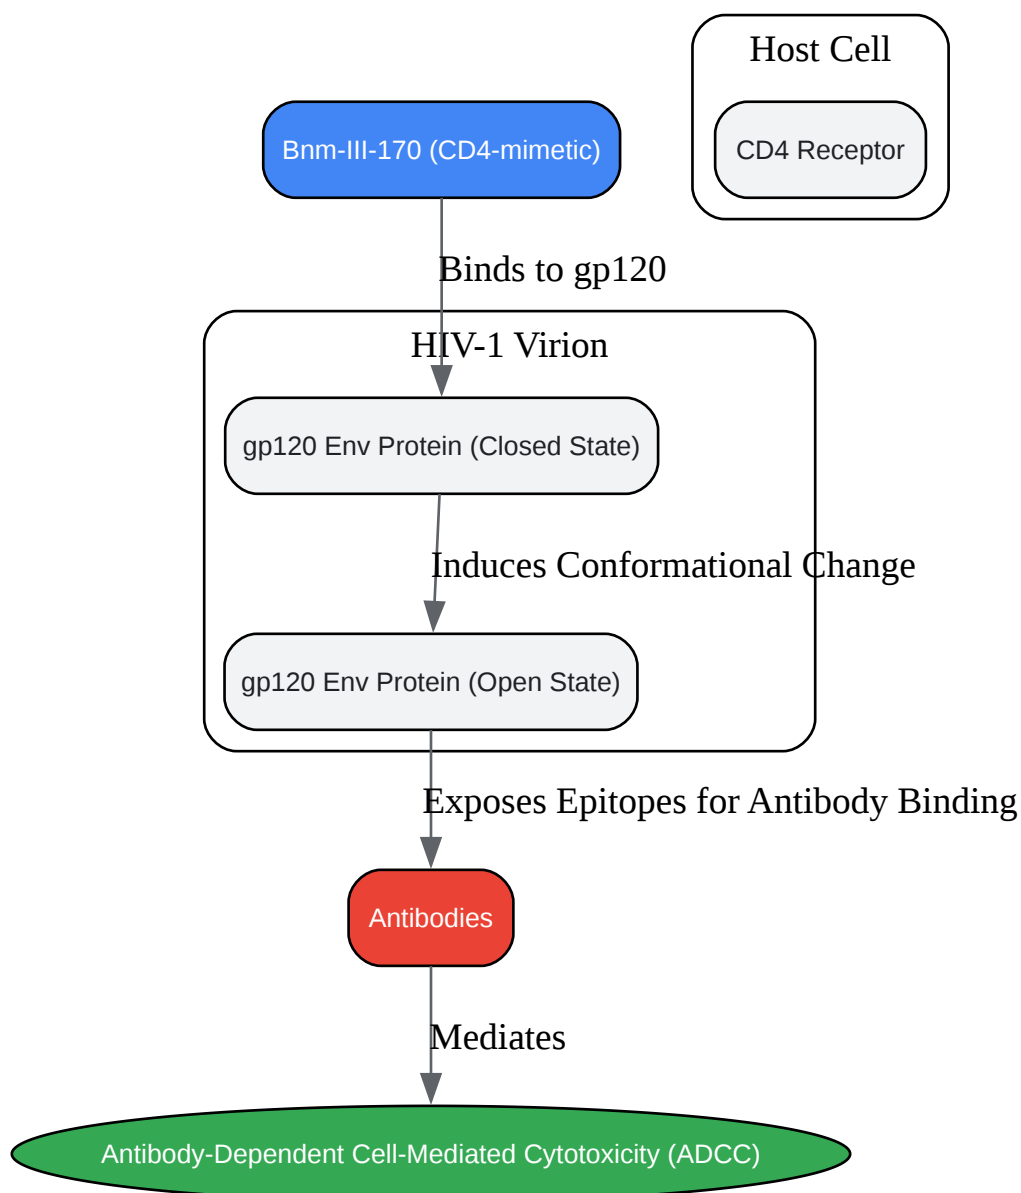 Host Cell
Bnm-III-170 (CD4-mimetic)
CD4 Receptor
Binds to gp120
HIV-1 Virion
gp120 Env Protein (Closed State)
Induces Conformational Change
gp120 Env Protein (Open State)
Exposes Epitopes for Antibody Binding
Antibodies
Mediates
Antibody-Dependent Cell-Mediated Cytotoxicity (ADCC)